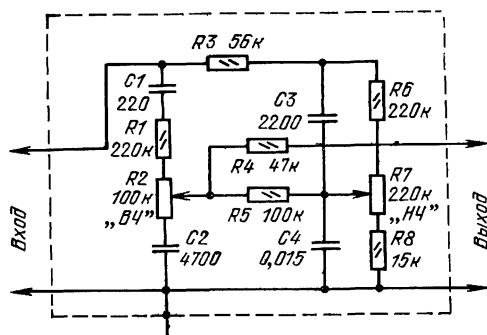 R3 56к
C1
220
R1
220к
R2
100к
„ВЧ"
C2
4700
C3
2200
R4 47к
R5 100к
C4
0,015
R6
220к
R7
220к
„НЧ"
R8
15к
Вход
Выход